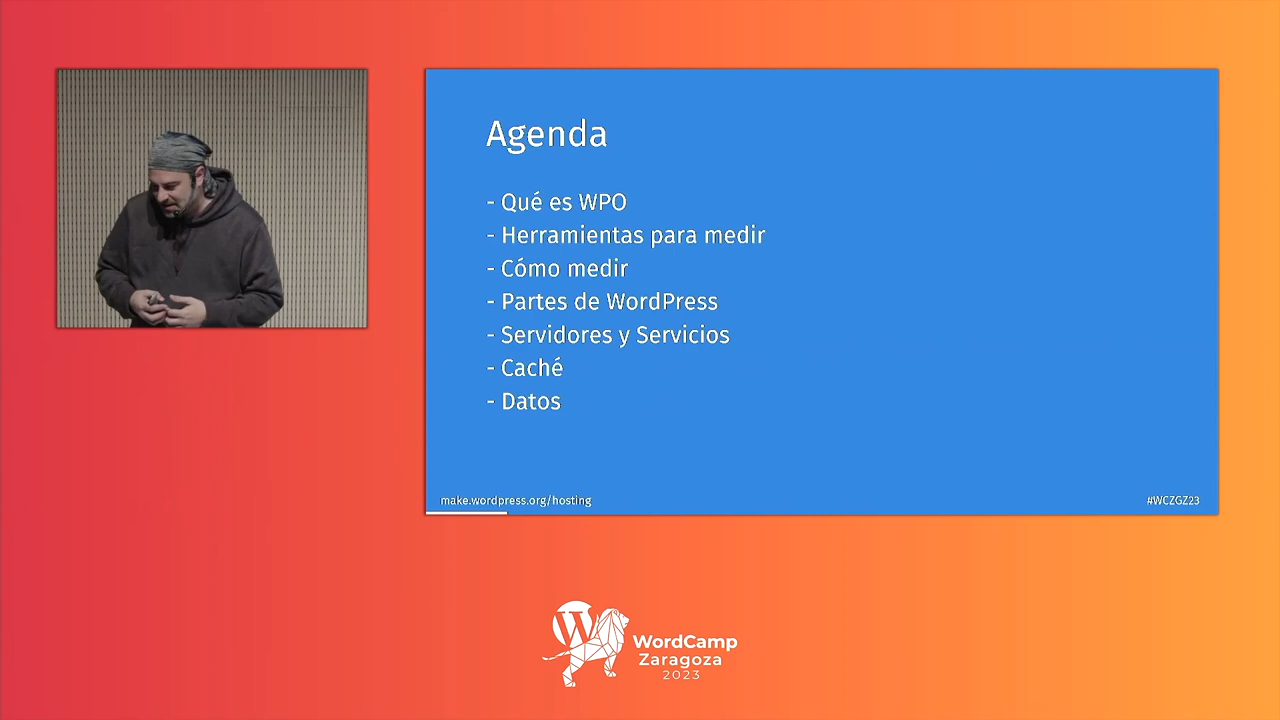 Agenda
- Qué es WPO
- Herramientas para medir
- Cómo medir
- Partes de WordPress
- Servidores y Servicios
- Caché
- Datos
make.wordpress.org/hosting
#WCZGZ23
W
WordCamp
Zaragoza
2023